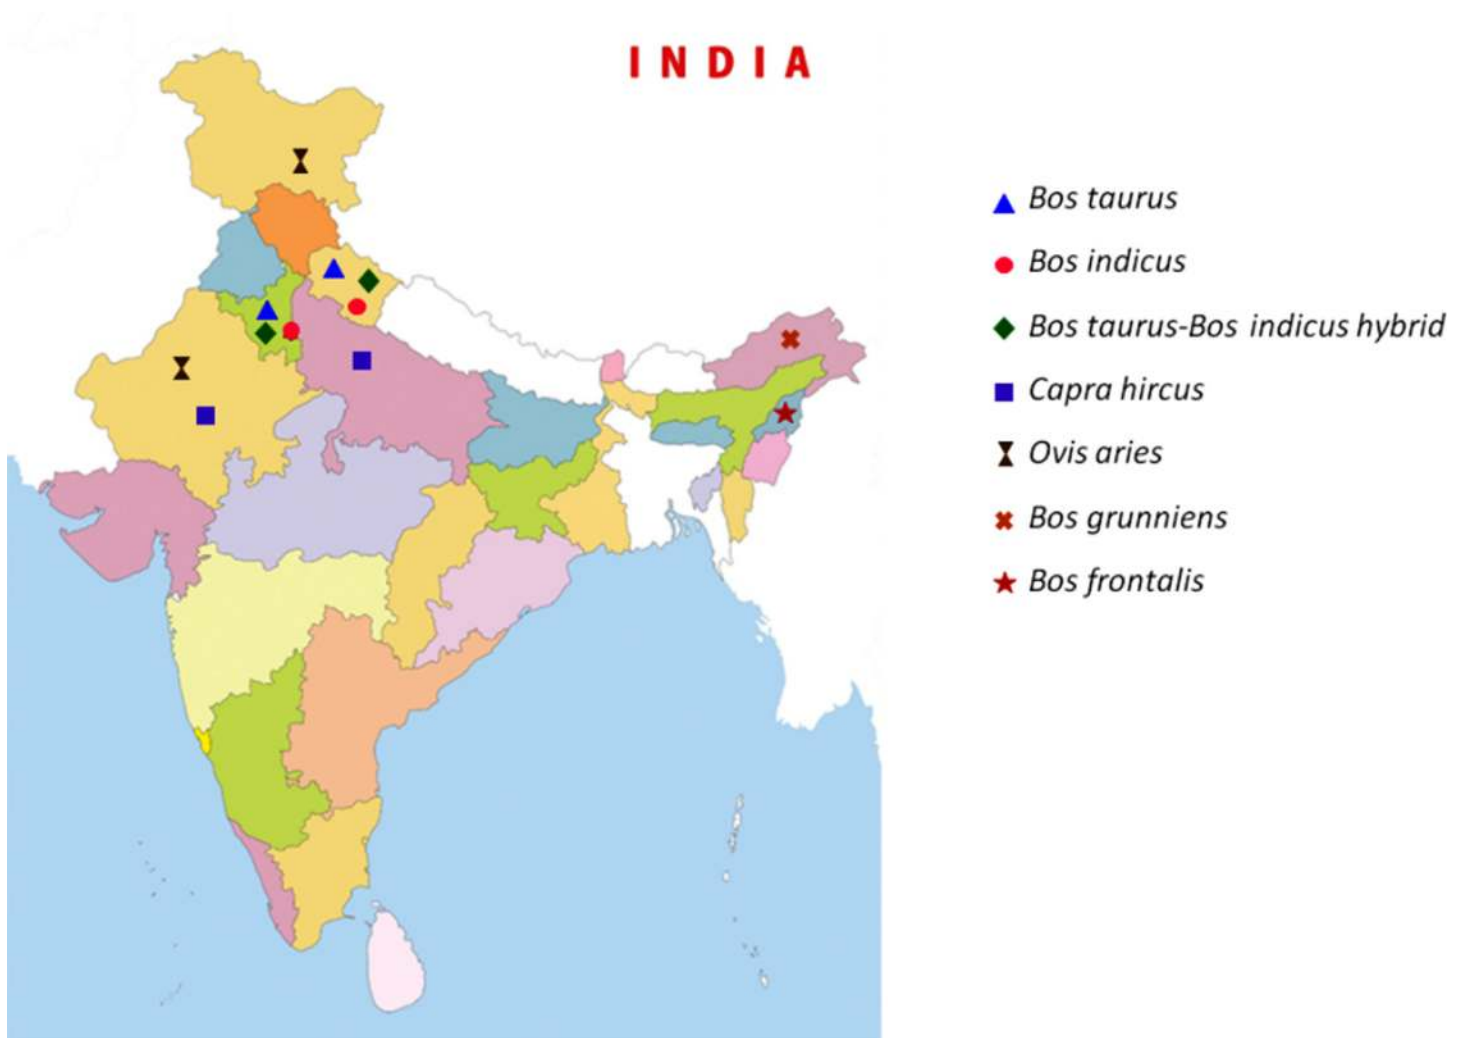 INDIA
Bos taurus
Bos indicus
Bos taurus-Bos indicus hybrid
Capra hircus
Ovis aries
Bos grunniens
Bos frontalis